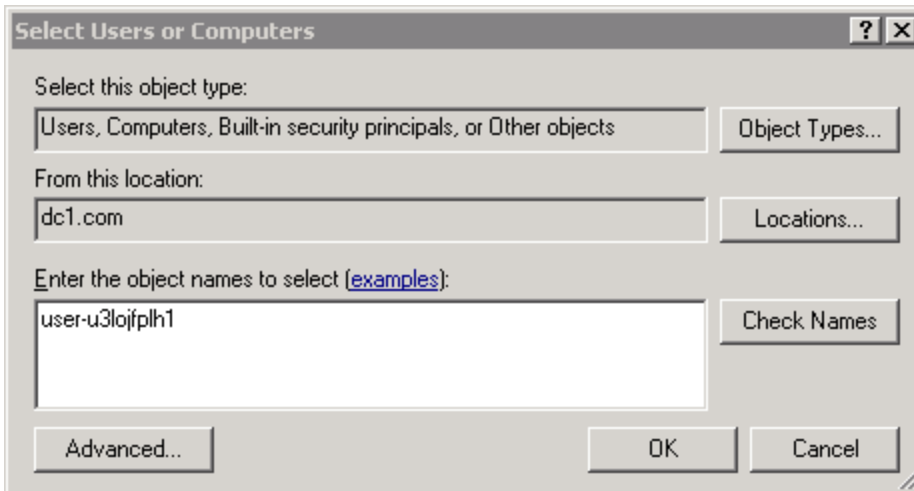 Select Users or Computers
Select this object type:
Users, Computers, Built-in security principals, or Other objects
Object Types...
From this location:
dc1.com
Locations...
Enter the object names to select (examples):
user-u3lojfplh1
Check Names
Advanced...
OK
Cancel